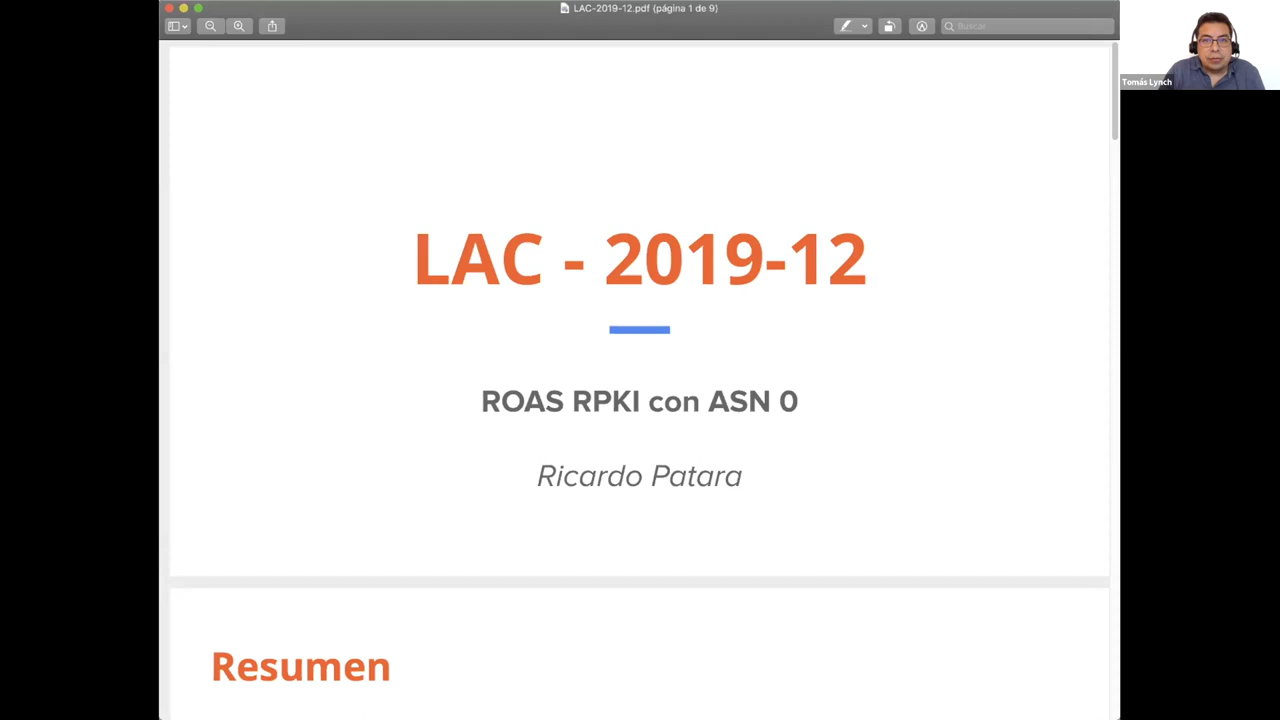 LAC-2019-12.pdf (página 1 de 9)
Buscar
Tomás Lynch
LAC - 2019-12
ROAS RPKI con ASN 0
Ricardo Patara
Resumen